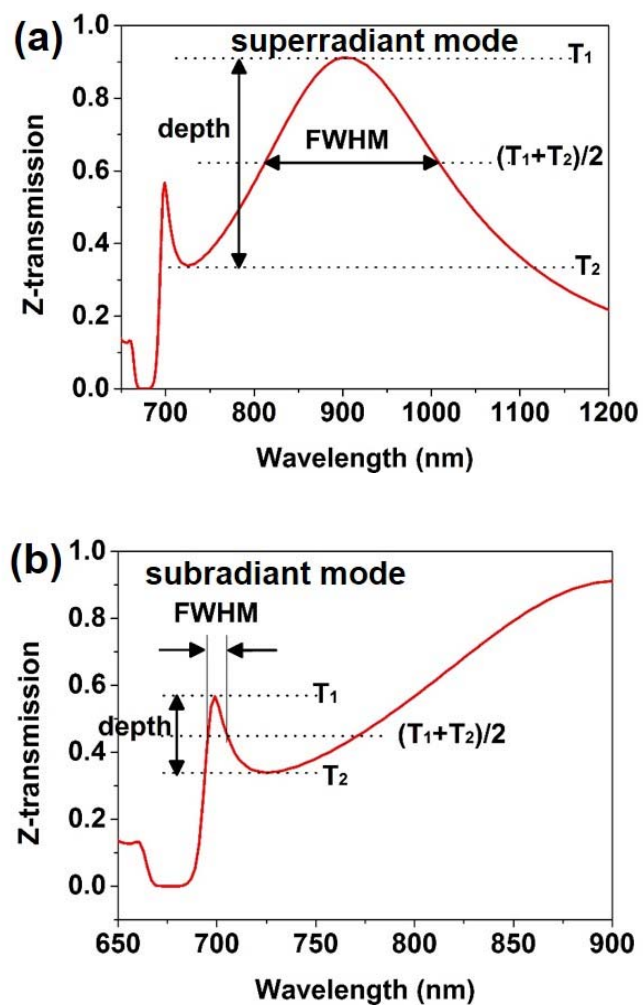 (a)
superradiant mode
T1
depth
FWHM
(T1+T2)/2
T2
Z-transmission
1.0
0.8
0.6
0.4
0.2
0.0
700 800 900 1000 1100 1200
Wavelength (nm)
(b)
subradiant mode
FWHM
T1
depth
(T1+T2)/2
T2
Z-transmission
1.0
0.8
0.6
0.4
0.2
0.0
650 700 750 800 850 900
Wavelength (nm)